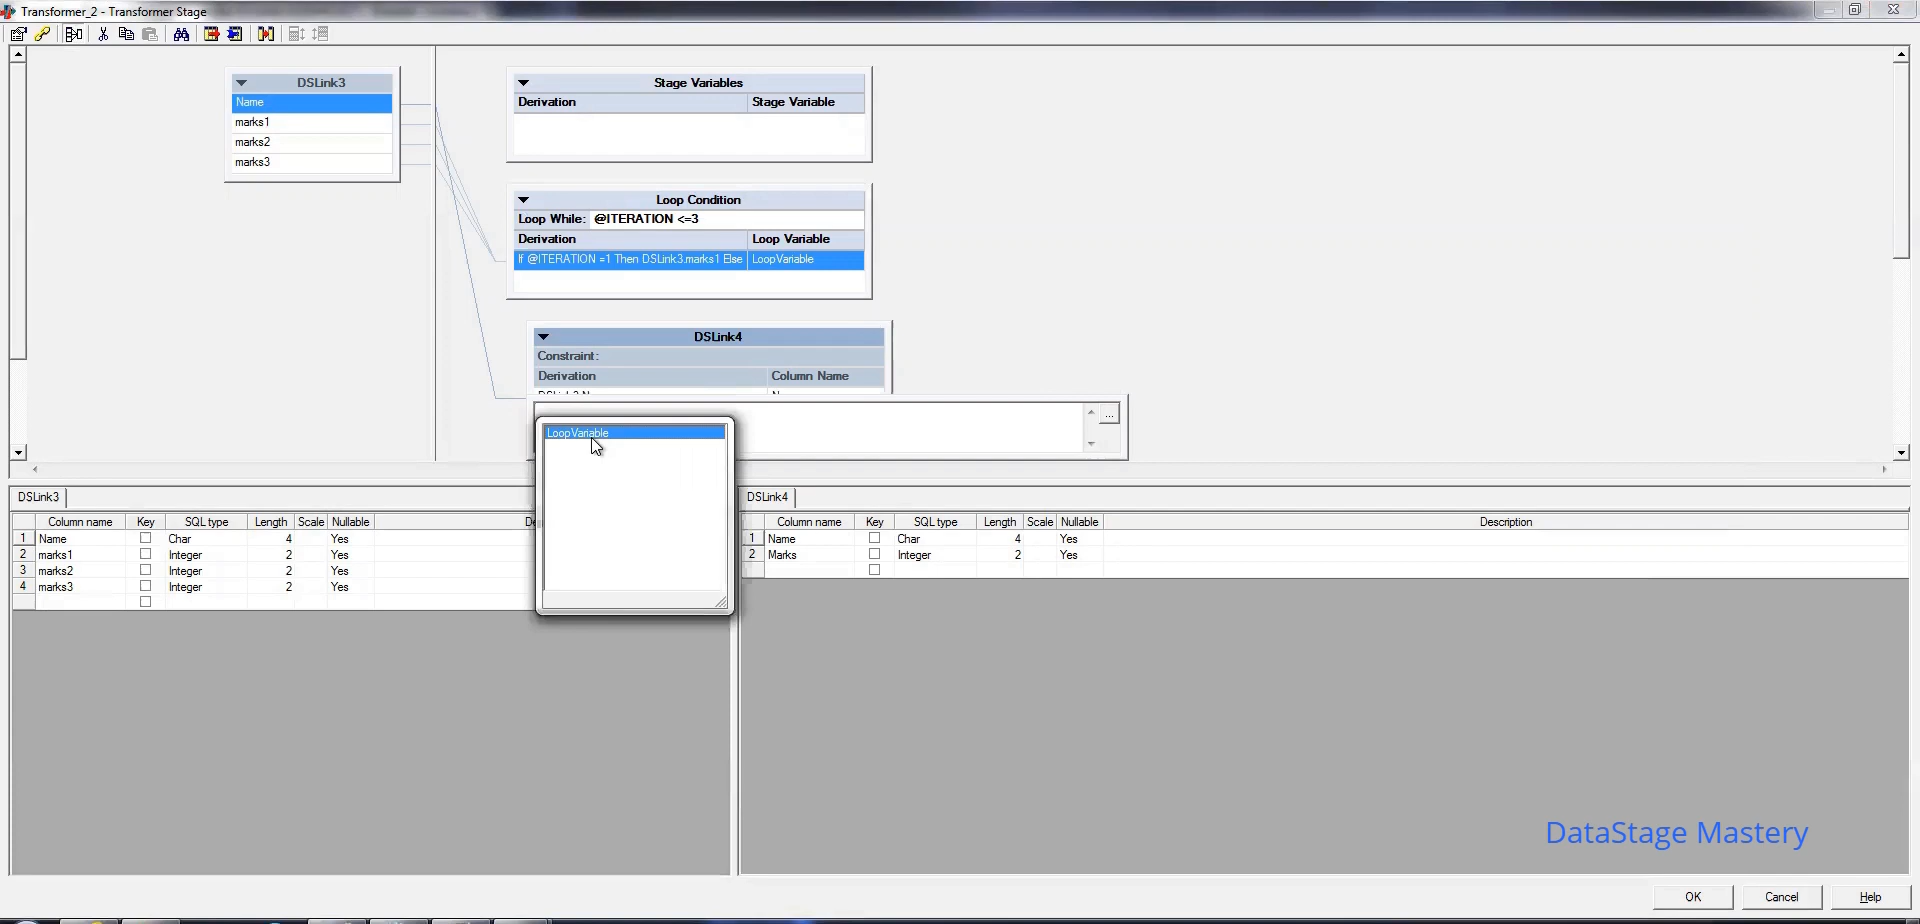 Transformer_2 - Transformer Stage
DSLink3
Name
marks1
marks2
marks3
Stage Variables
Derivation Stage Variable
Loop Condition
Loop While: @ITERATION <=3
Derivation Loop Variable
If @ITERATION =1 Then DSLink3.marks1 Else LoopVariable
DSLink4
Constraint:
Derivation Column Name
...
LoopVariable
DSLink3
Column name Key SQL type Length Scale Nullable
1 Name Char 4 Yes
2 marks1 Integer 2 Yes
3 marks2 Integer 2 Yes
4 marks3 Integer 2 Yes
DSLink4
Column name Key SQL type Length Scale Nullable Description
1 Name Char 4 Yes
2 Marks Integer 2 Yes
DataStage Mastery
OK Cancel Help